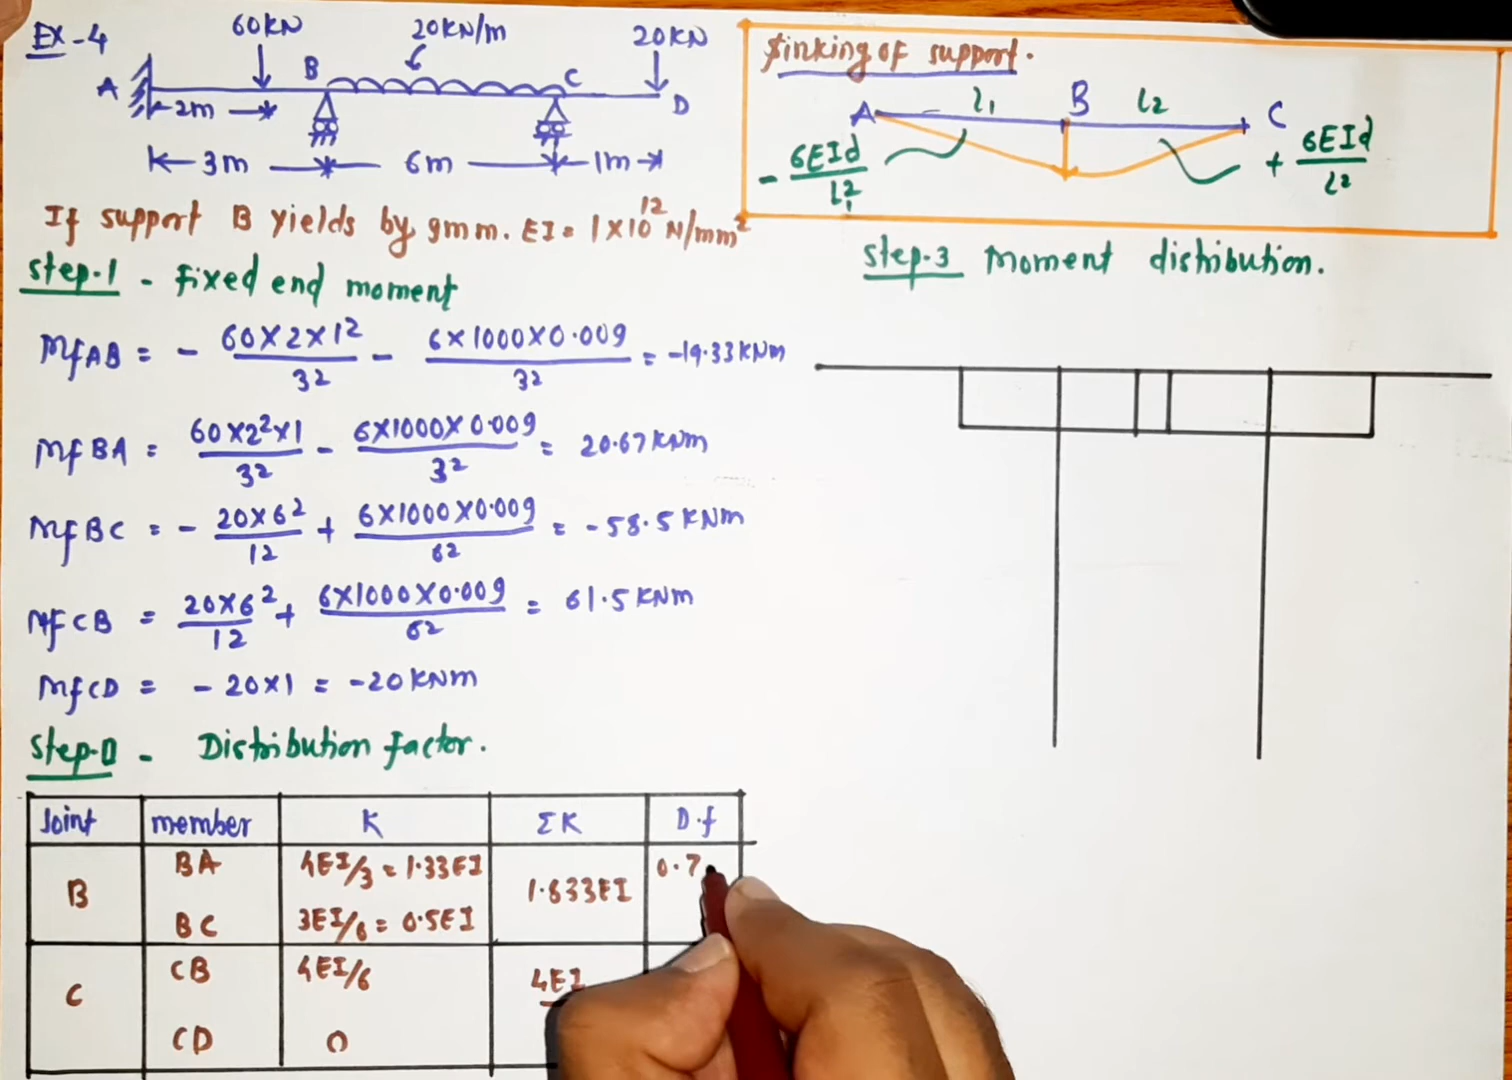 EX-4
60KN
20KN/m
20KN
A
B
C
D
2m
3m
6m
1m
If support B yields by 9mm. EI = 1×10¹² N/mm²
Step-1 - Fixed end moment
MfAB = - 60×2×1²/3² - 6×1000×0.009/3² = -19.33 KNm
MfBA = 60×2²×1/3² - 6×1000×0.009/3² = 20.67 KNm
MfBC = - 20×6²/12 + 6×1000×0.009/62 = -58.5 KNm
MfCB = 20×6²/12 + 6×1000×0.009/62 = 61.5 KNm
MfCD = - 20×1 = -20 KNm
Step-II - Distribution factor.
Joint member K ΣK D.f
B BA 4EI/3 = 1.33EI 1.833EI 0.7
BC 3EI/6 = 0.5EI
C CB 4EI/6 4EI
CD 0
Sinking of support.
A l₁ B l₂ C
- 6EId/l₁²
+ 6EId/l2
Step-3 Moment distribution.